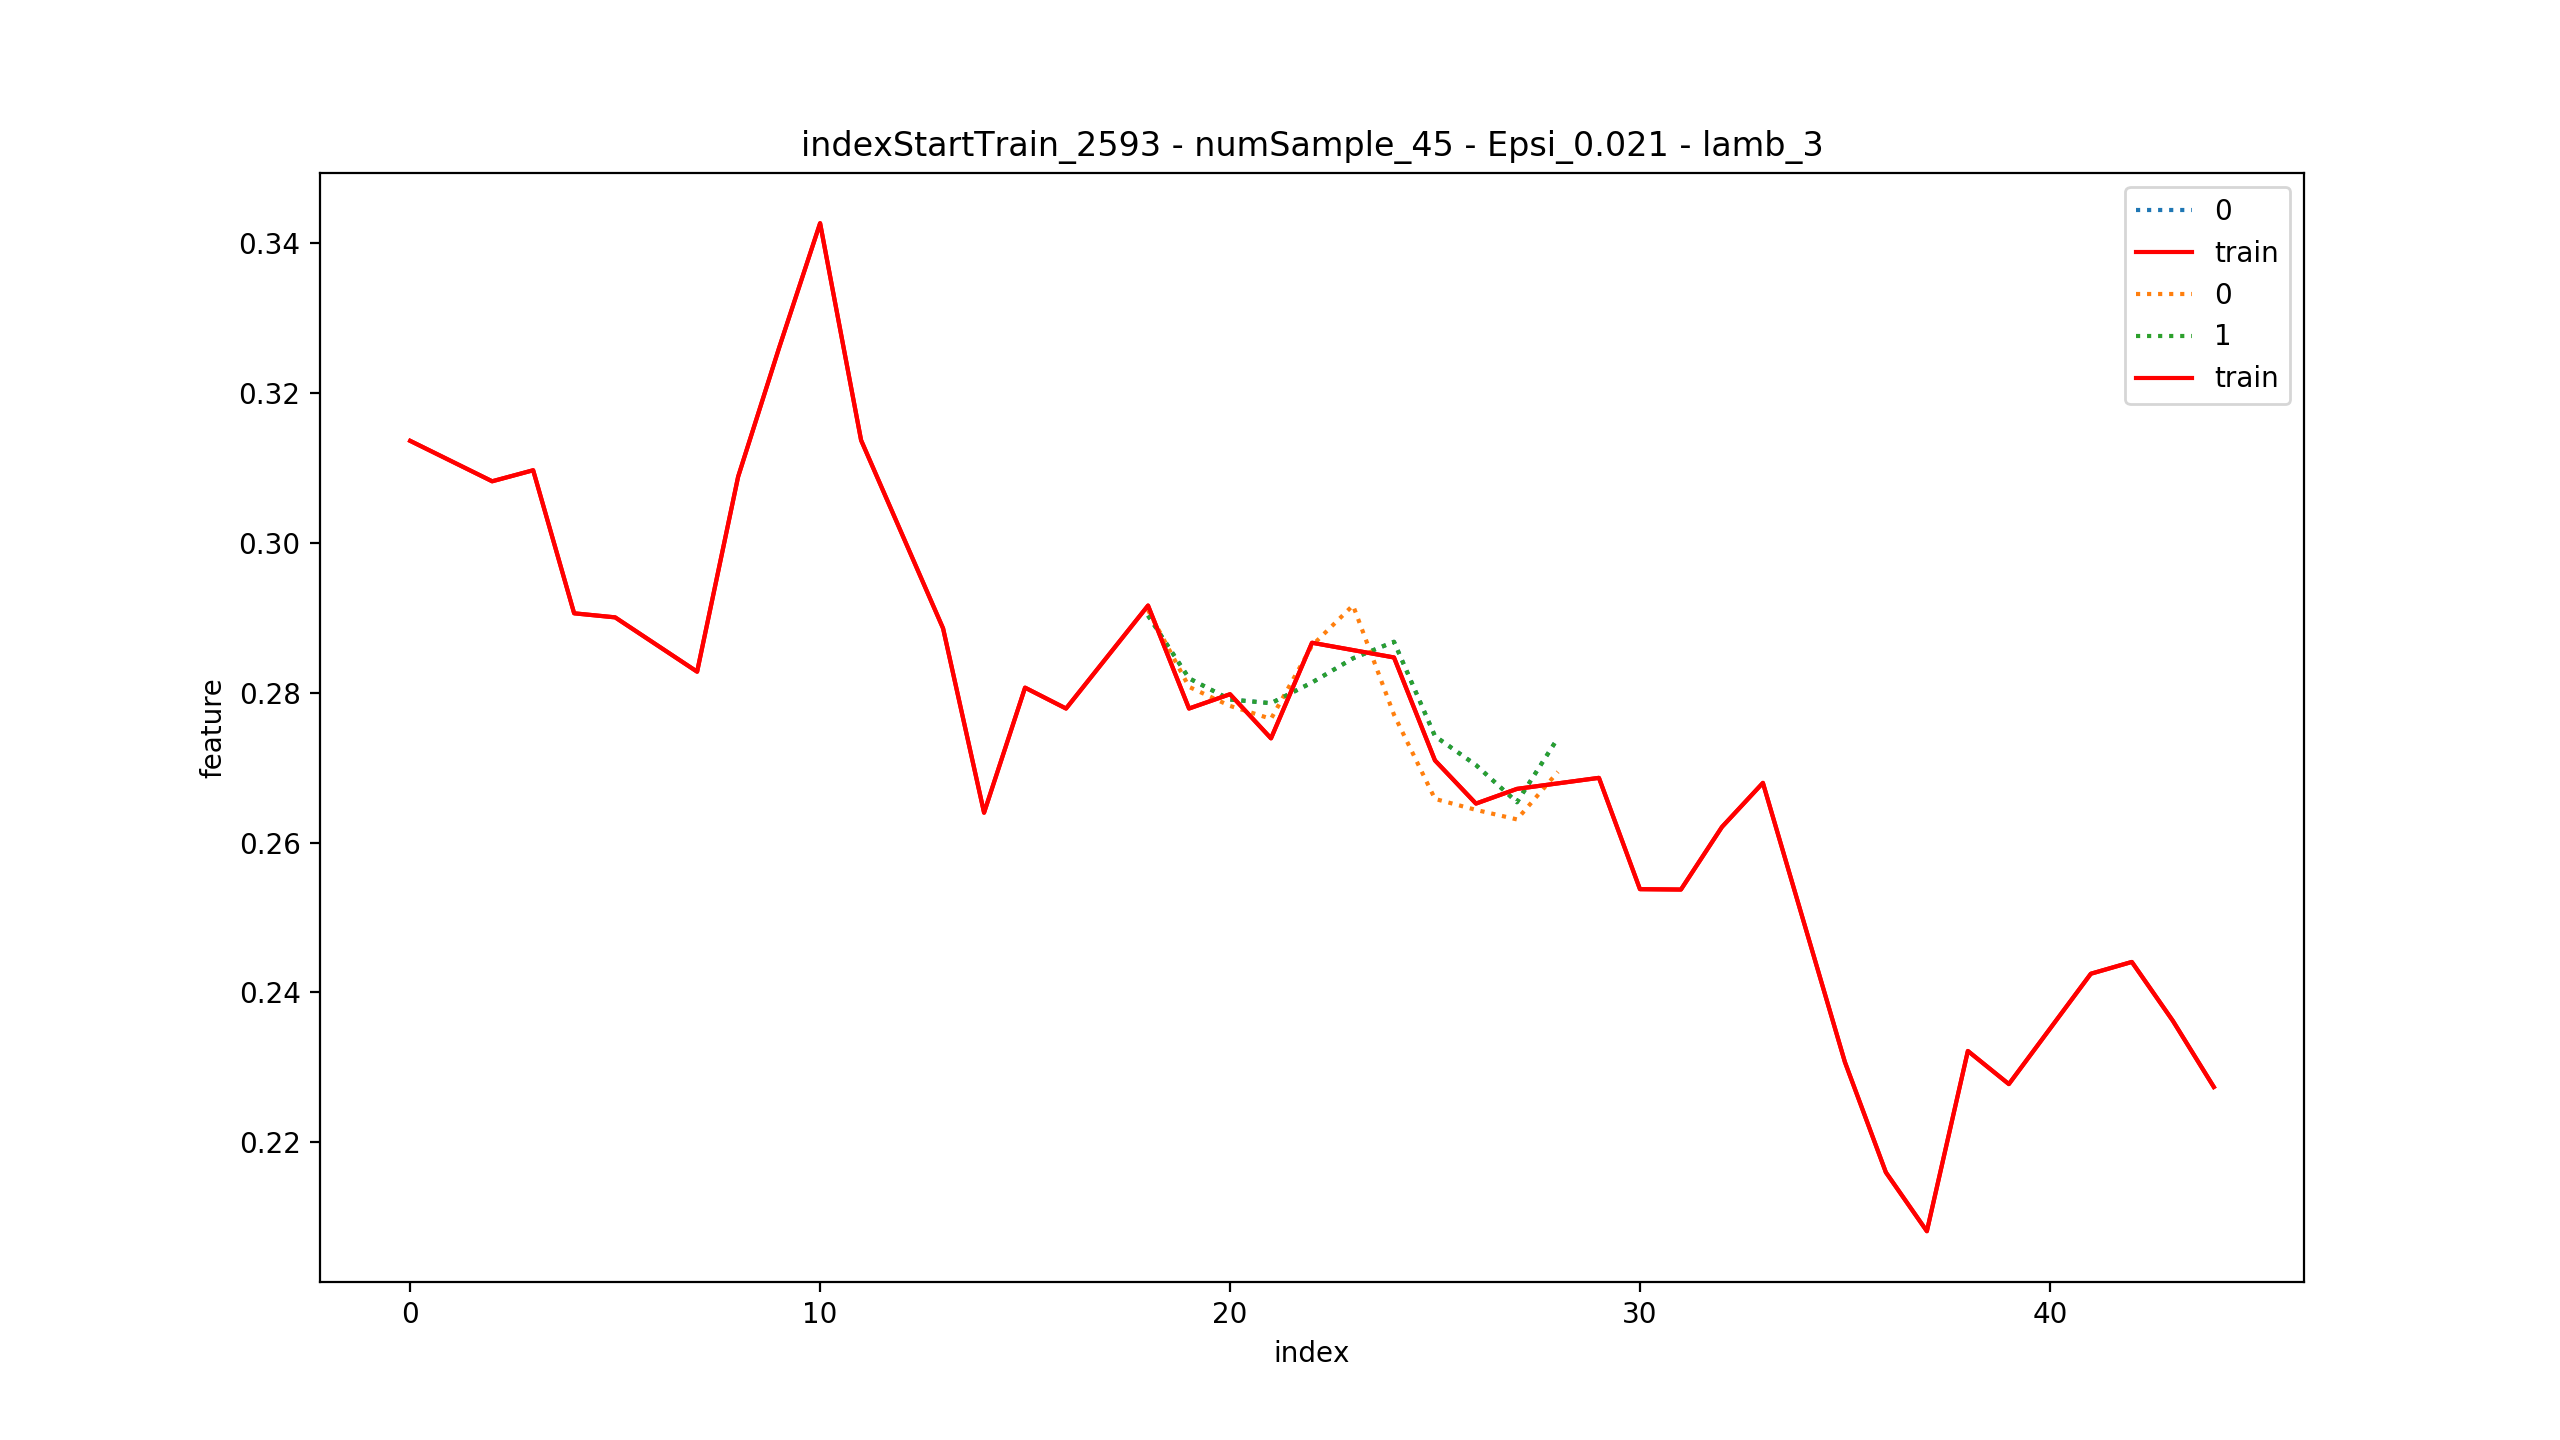 indexStartTrain_2593 - numSample_45 - Epsi_0.021 - lamb_3
0
train
0
1
train
0.34
0.32
0.30
0.28
0.26
0.24
0.22
feature
0 10 20 30 40
index